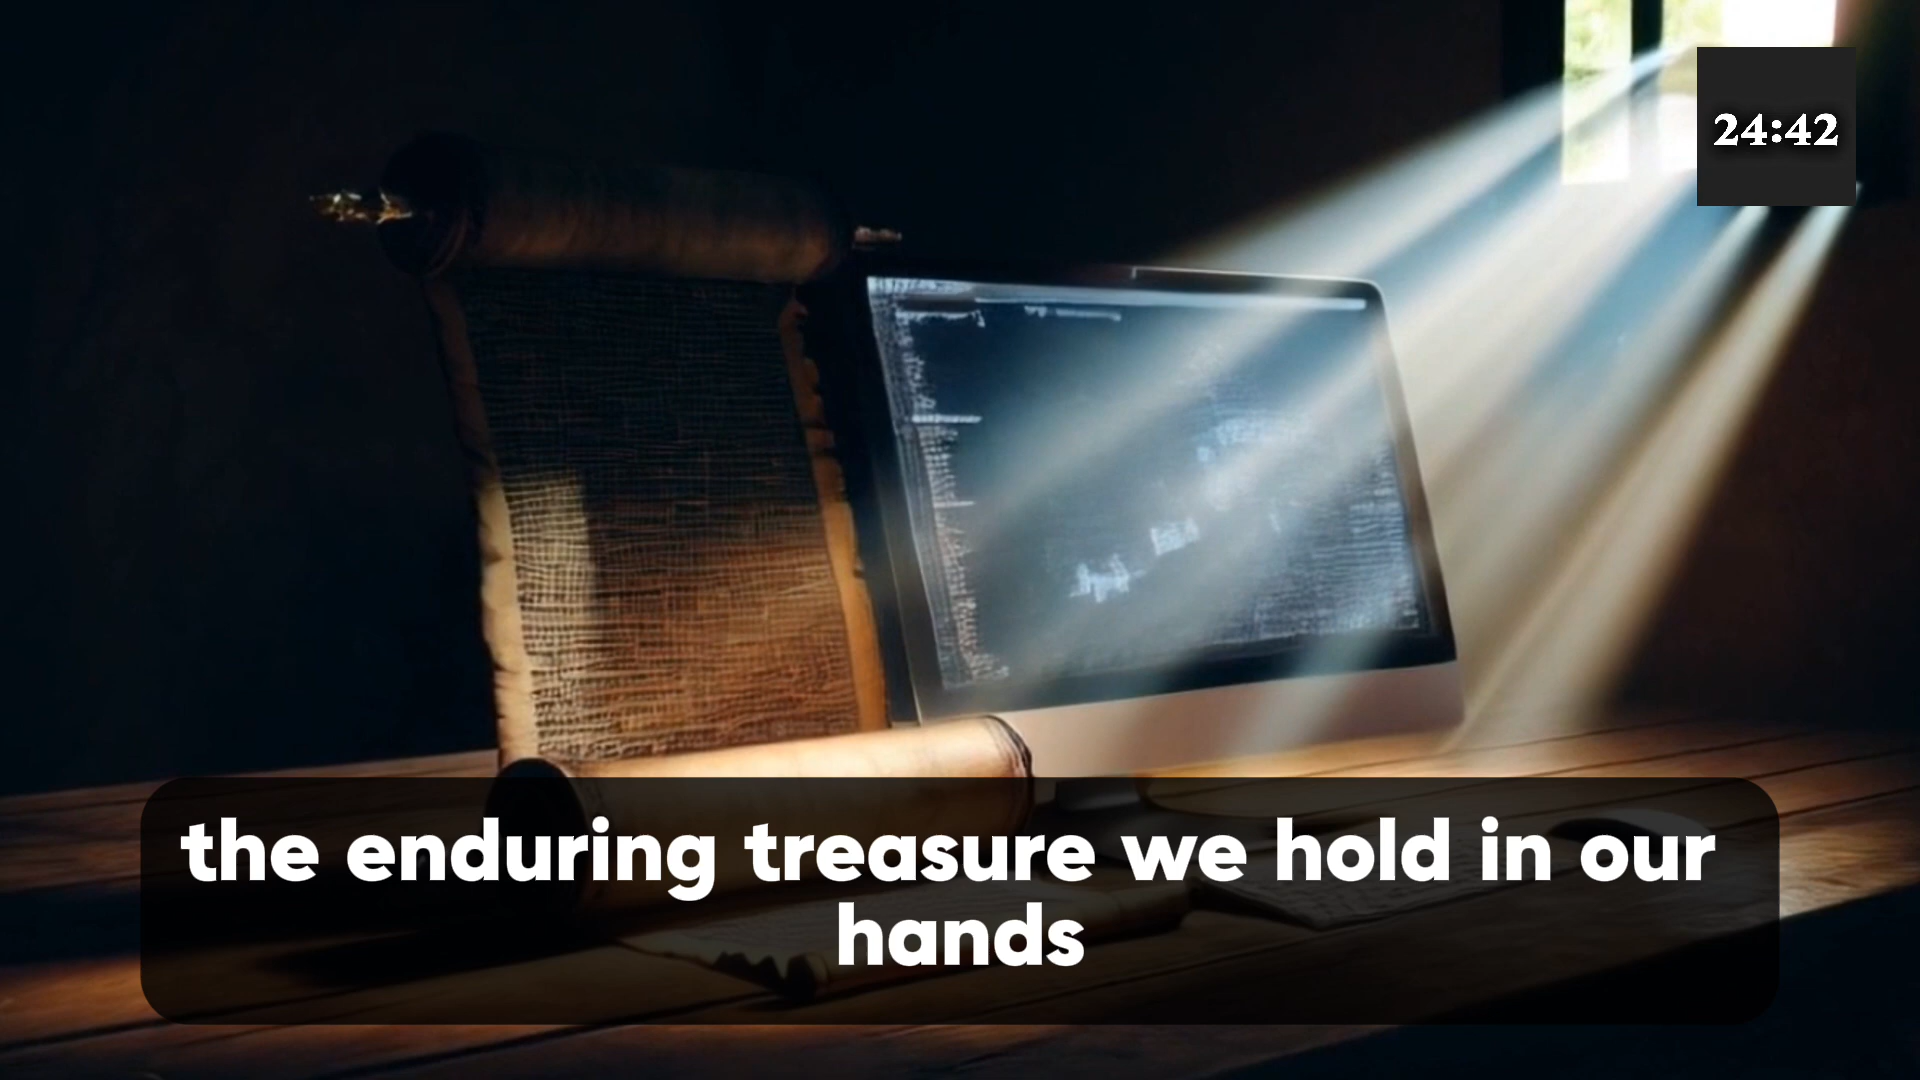 24:42
the enduring treasure we hold in our
hands